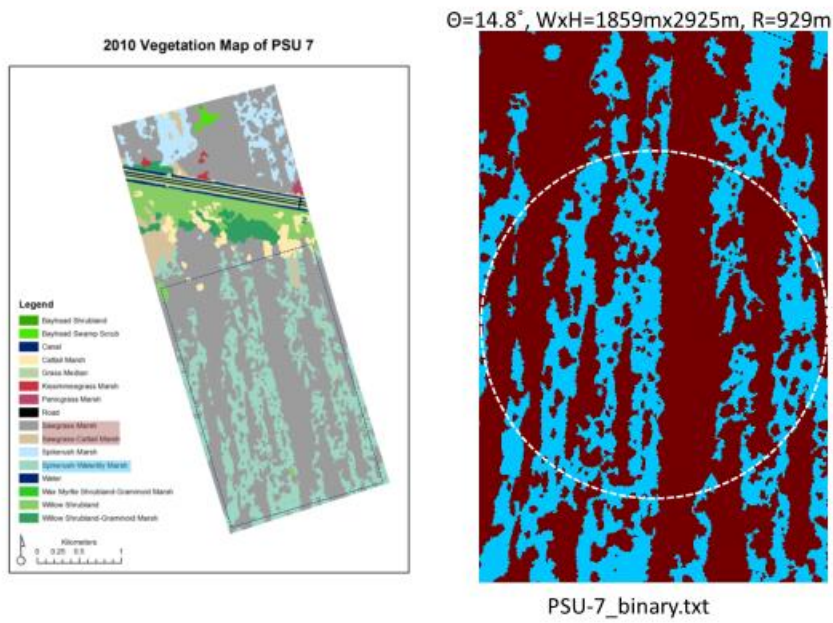 2010 Vegetation Map of PSU 7
Legend
Bayhead Shrubland
Bayhead Swamp Scrub
Canal
Cattail Marsh
Grass Median
Kissimmeegrass Marsh
Panicgrass Marsh
Road
Sawgrass Marsh
Sawgrass-Cattail Marsh
Spikerush Marsh
Spikerush-Waterlily Marsh
Water
Wax Myrtle Shrubland-Graminoid Marsh
Willow Shrubland
Willow Shrubland-Graminoid Marsh
Kilometers
0 0.25 0.5 1
Θ=14.8˚, WxH=1859mx2925m, R=929m
PSU-7_binary.txt